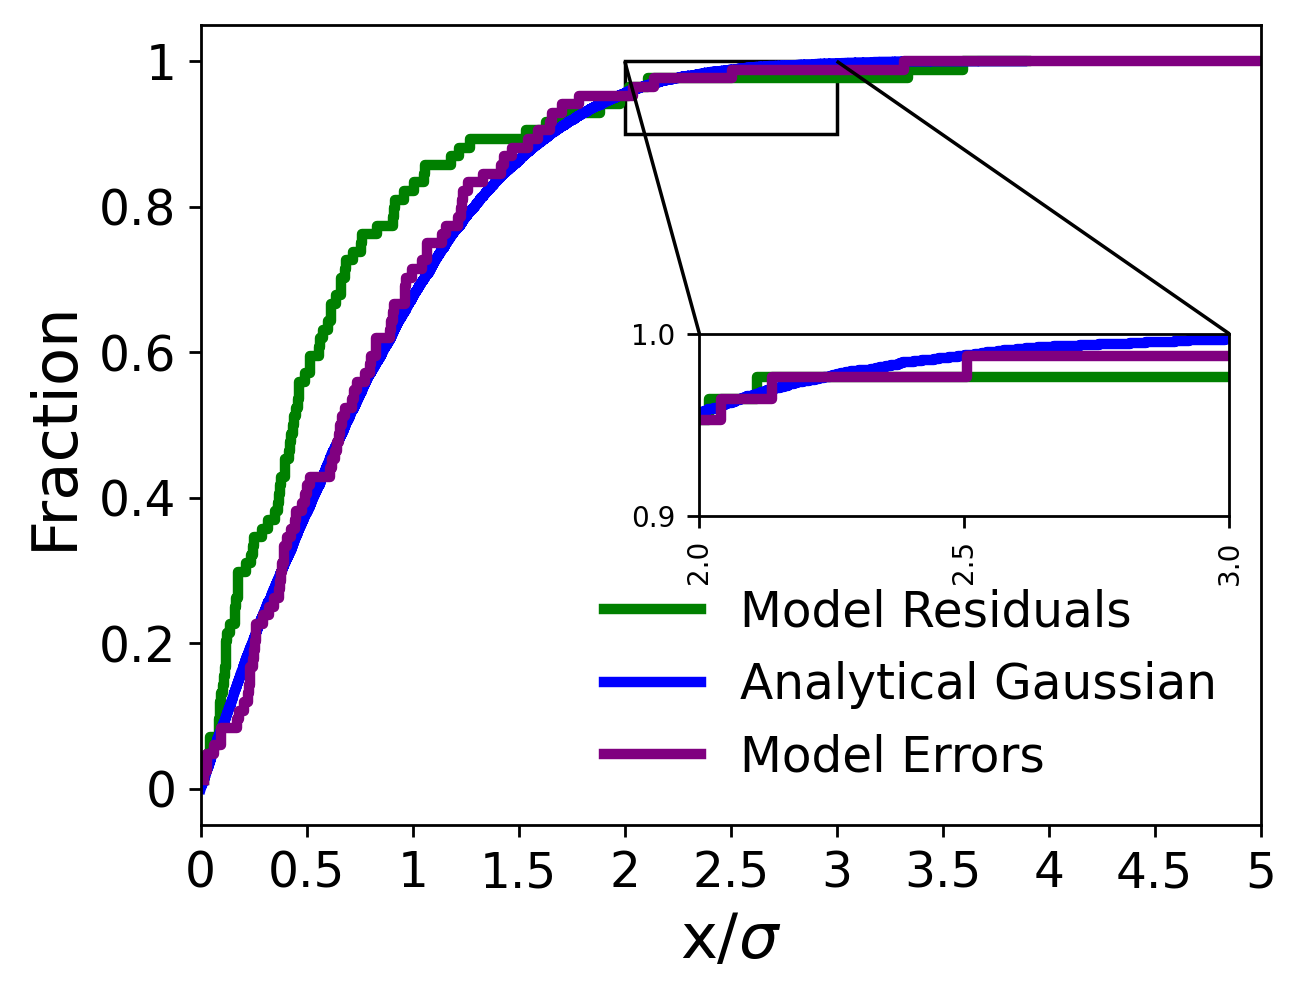 1
0.8
0.6
0.4
0.2
0
Fraction
0 0.5 1 1.5 2 2.5 3 3.5 4 4.5 5
x/σ
1.0
0.9
2.0 2.5 3.0
Model Residuals
Analytical Gaussian
Model Errors